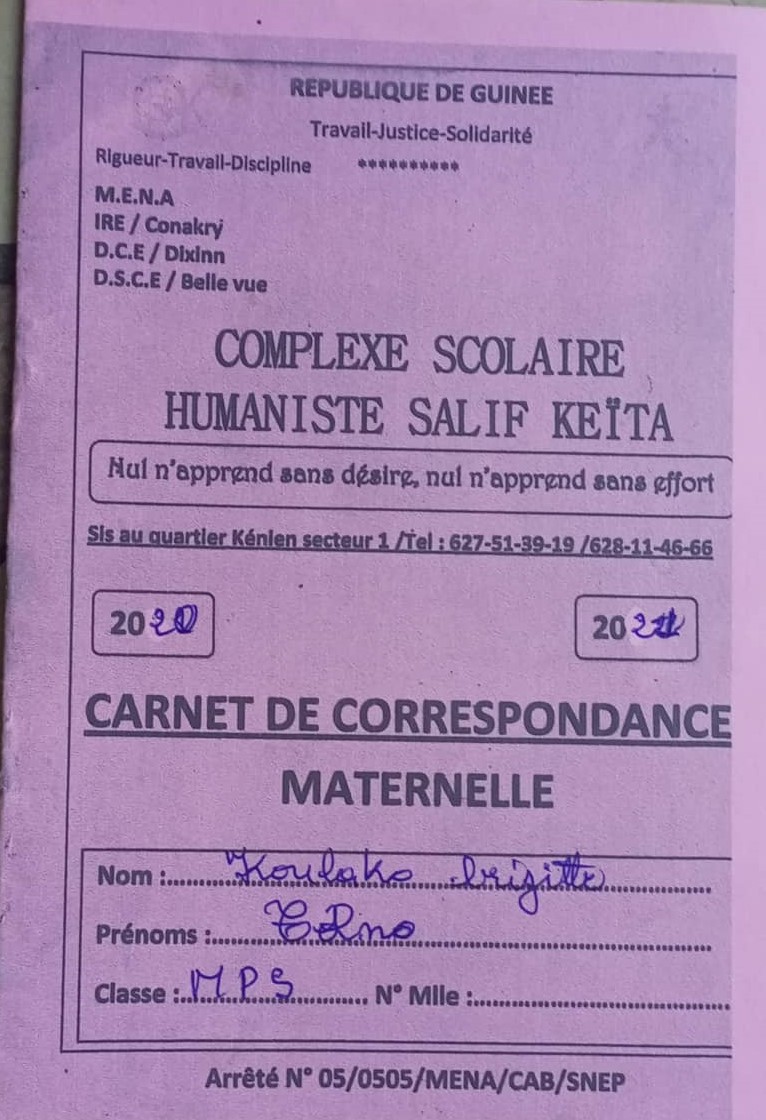 REPUBLIQUE DE GUINEE
Travail-Justice-Solidarité
Rigueur-Travail-Discipline **********
M.E.N.A
IRE / Conakry
D.C.E / Dixinn
D.S.C.E / Belle vue
COMPLEXE SCOLAIRE
HUMANISTE SALIF KEÏTA
Nul n'apprend sans désire, nul n'apprend sans effort
Sis au quartier Kénien secteur 1 /Tel : 627-51-39-19 /628-11-46-66
2020 2021
CARNET DE CORRESPONDANCE
MATERNELLE
Nom : Koulako brigitte
Prénoms :
Classe : MPS N° Mlle :
Arrêté N° 05/0505/MENA/CAB/SNEP